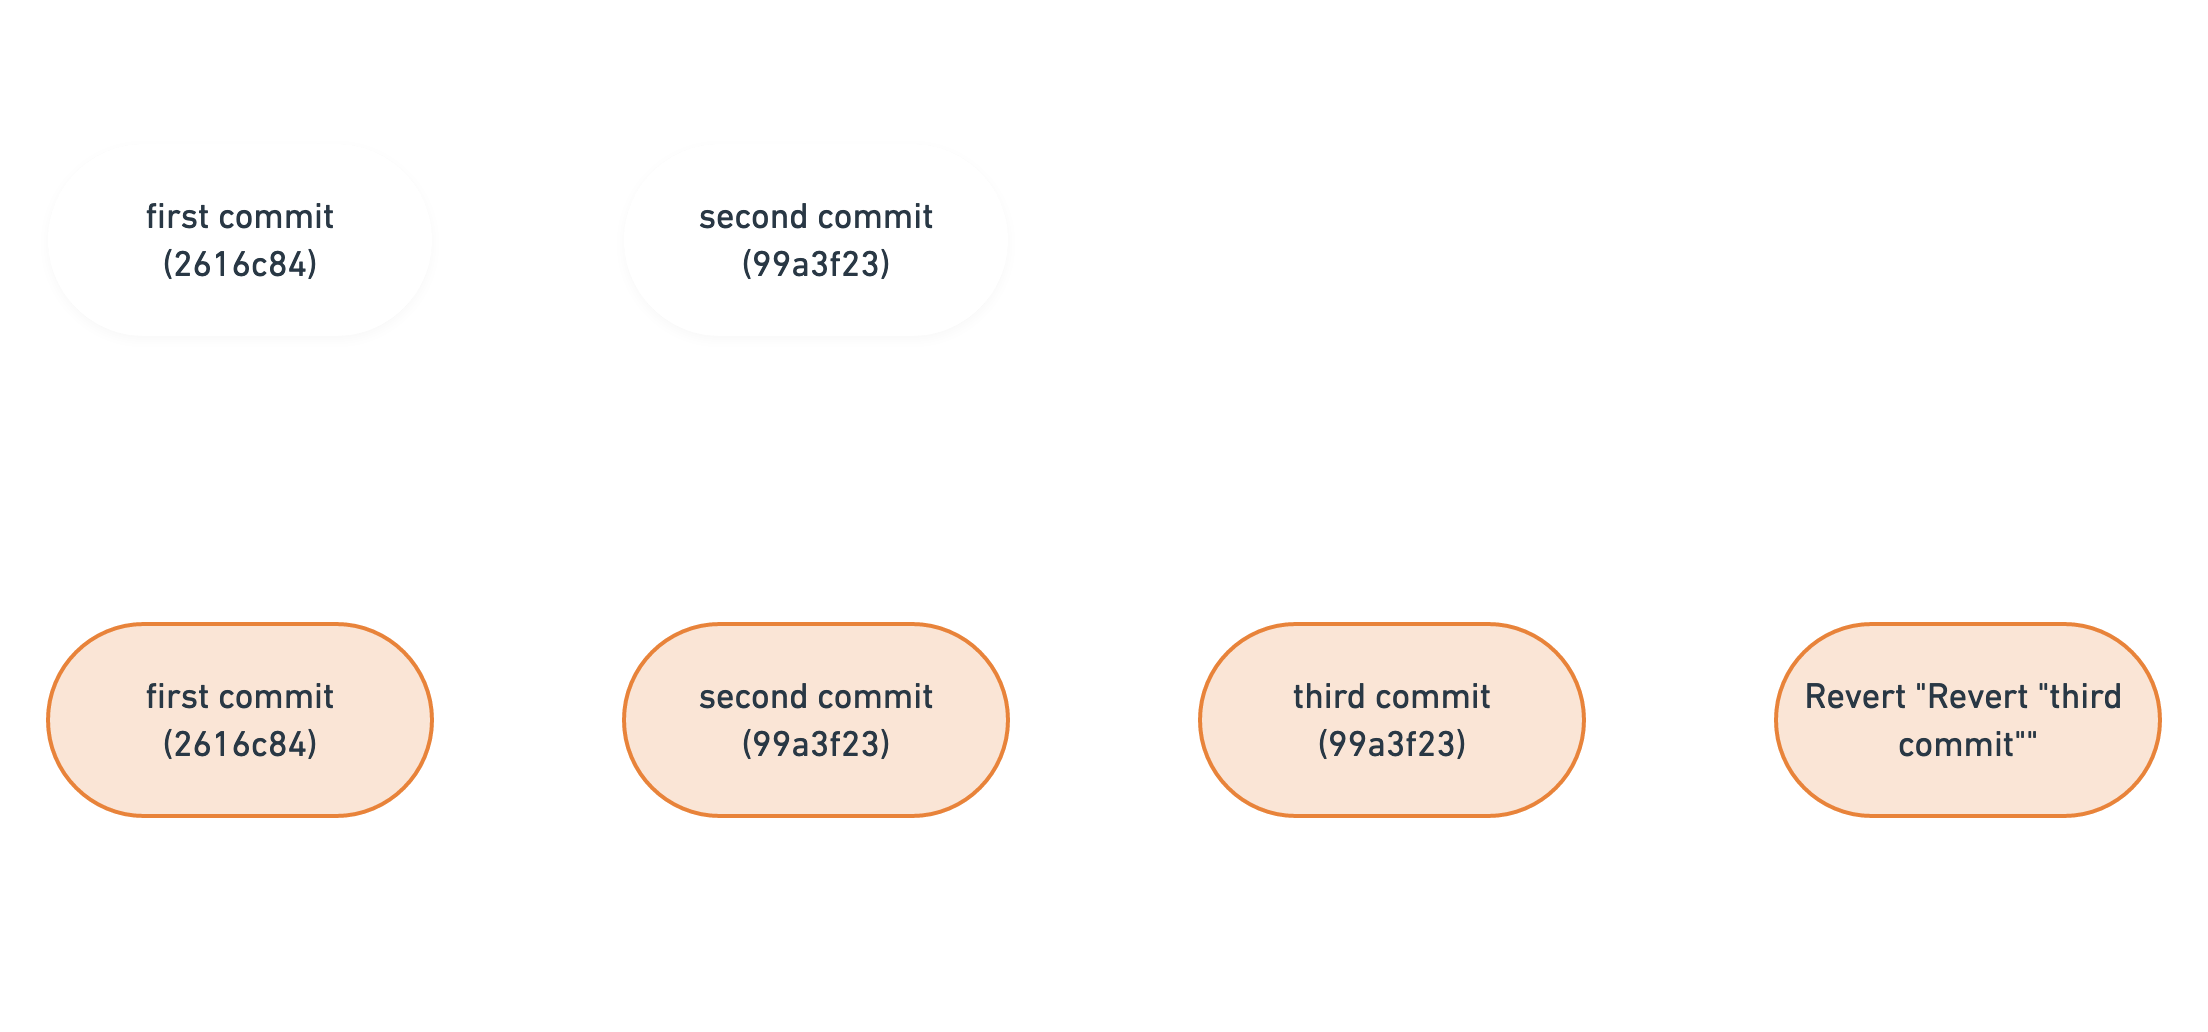 first commit
(2616c84)
second commit
(99a3f23)
first commit
(2616c84)
second commit
(99a3f23)
third commit
(99a3f23)
Revert "Revert "third
commit""